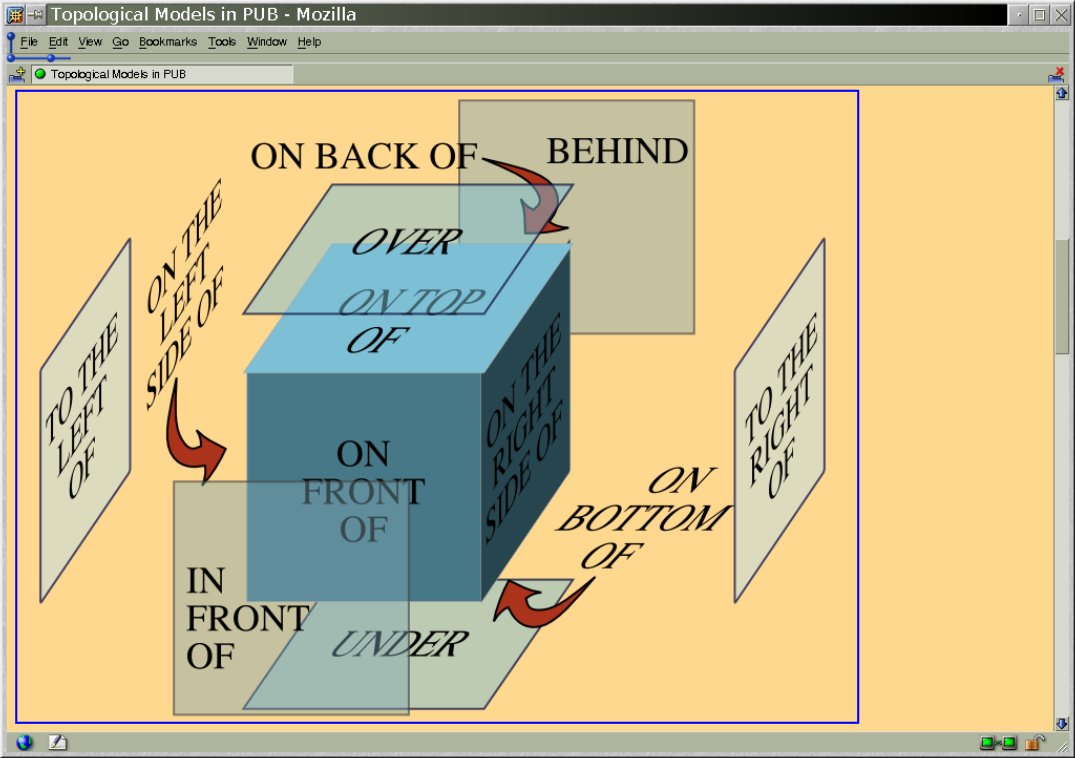 Topological Models in PUB - Mozilla
File Edit View Go Bookmarks Tools Window Help
Topological Models in PUB
ON BACK OF
BEHIND
ON THE
LEFT
SIDE OF
OVER
ON TOP
OF
TO THE
LEFT
OF
ON THE
RIGHT
SIDE OF
TO THE
RIGHT
OF
ON
FRONT
OF
ON
BOTTOM
OF
IN
FRONT
OF
UNDER